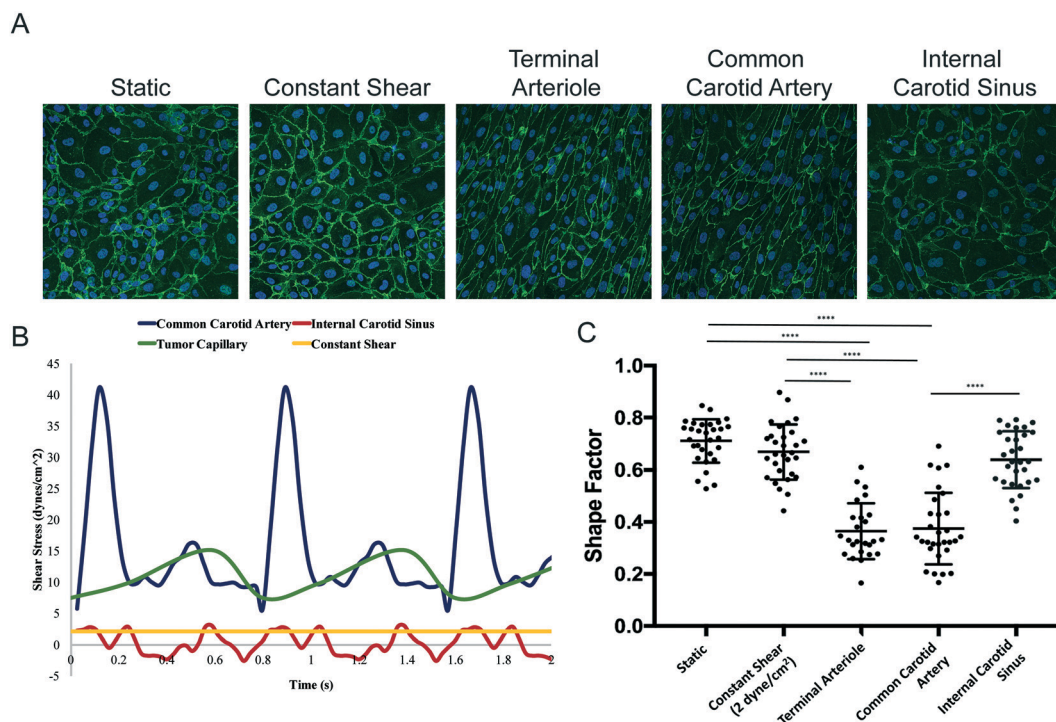 A
Static
Constant Shear
Terminal
Arteriole
Common
Carotid Artery
Internal
Carotid Sinus
B
Common Carotid Artery
Internal Carotid Sinus
Tumor Capillary
Constant Shear
45
40
35
30
25
20
15
10
5
0
-5
Shear Stress (dynes/cm^2)
0 0.2 0.4 0.6 0.8 1 1.2 1.4 1.6 1.8 2
Time (s)
C
****
****
****
****
****
1.0
0.8
0.6
0.4
0.2
0.0
Shape Factor
Static
Constant Shear
(2 dyne/cm²)
Terminal Arteriole
Common Carotid
Artery
Internal Carotid
Sinus